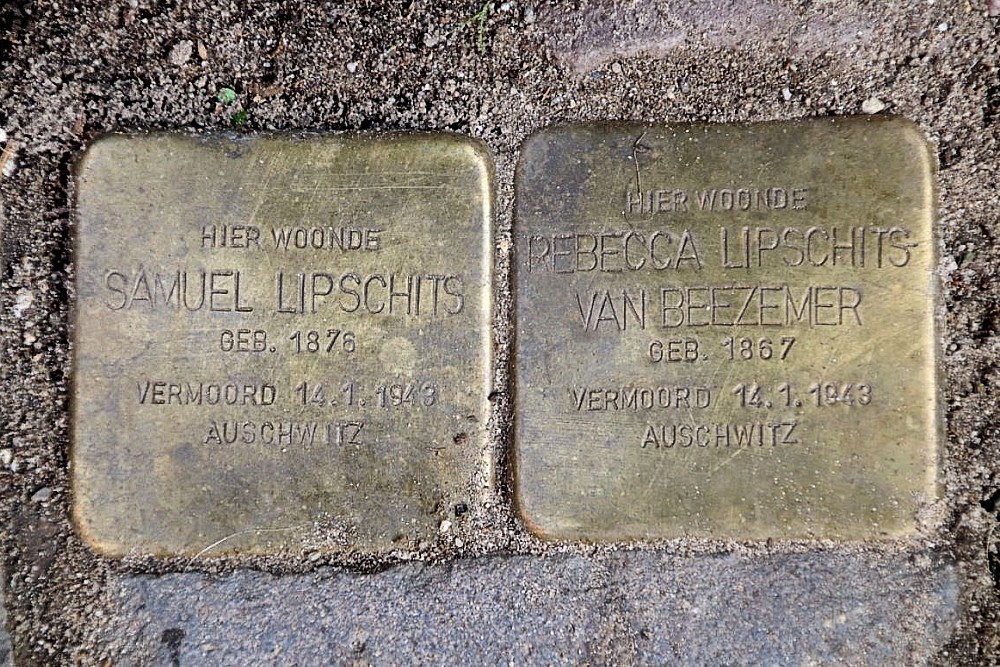 HIER WOONDE
SAMUEL LIPSCHITS
GEB. 1876
VERMOORD 14.1.1943
AUSCHWITZ
HIER WOONDE
REBECCA LIPSCHITS-
VAN BEEZEMER
GEB. 1867
VERMOORD 14.1.1943
AUSCHWITZ